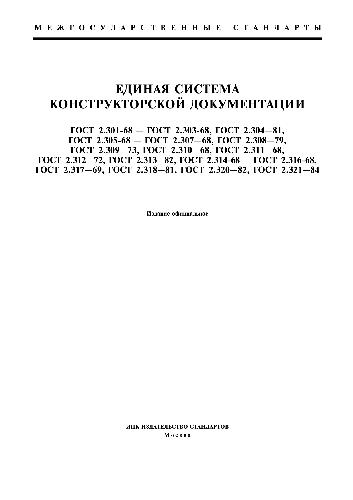 МЕЖГОСУДАРСТВЕННЫЕ СТАНДАРТЫ
ЕДИНАЯ СИСТЕМА
КОНСТРУКТОРСКОЙ ДОКУМЕНТАЦИИ
ГОСТ 2.301-68 — ГОСТ 2.303-68, ГОСТ 2.304—81,
ГОСТ 2.305-68 — ГОСТ 2.307—68, ГОСТ 2.308—79,
ГОСТ 2.309—73, ГОСТ 2.310—68, ГОСТ 2.311—68,
ГОСТ 2.312—72, ГОСТ 2.313—82, ГОСТ 2.314-68 — ГОСТ 2.316-68,
ГОСТ 2.317—69, ГОСТ 2.318—81, ГОСТ 2.320—82, ГОСТ 2.321—84
Издание официальное
ИПК ИЗДАТЕЛЬСТВО СТАНДАРТОВ
Москва